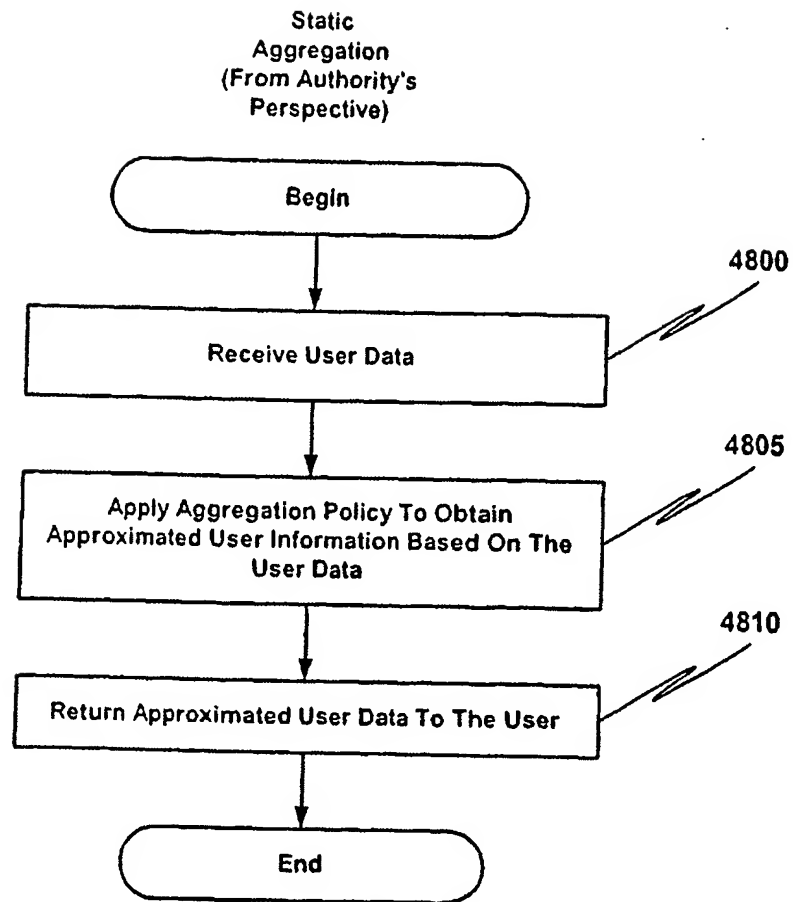 Static
Aggregation
(From Authority's
Perspective)
Begin
4800
Receive User Data
4805
Apply Aggregation Policy To Obtain
Approximated User Information Based On The
User Data
4810
Return Approximated User Data To The User
End